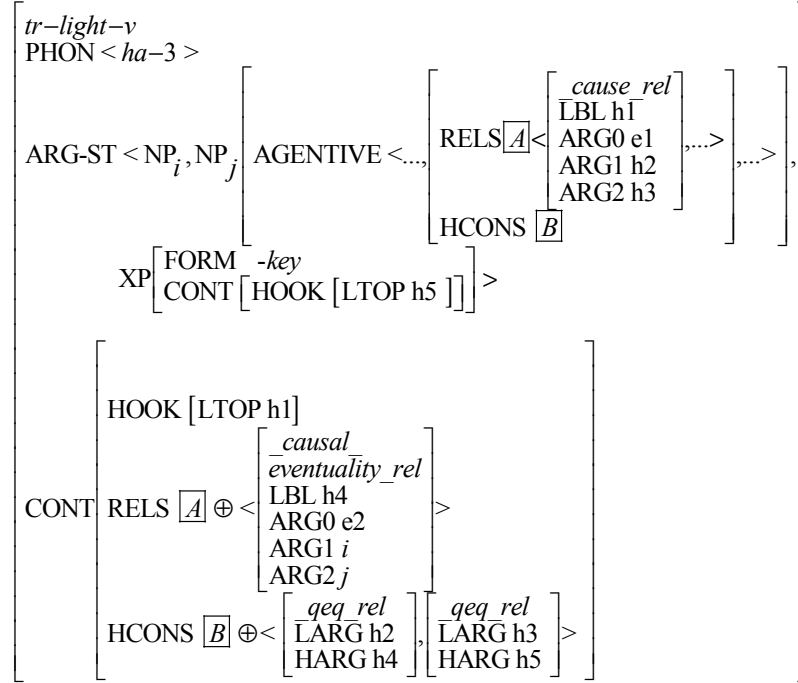 tr−light−v
PHON < ha−3 >
_cause_rel
LBL h1
ARG-ST < NP i , NP j [ AGENTIVE <..., [ RELS A < ARG0 e1 ,...> ] ,...> ] ,
ARG1 h2
ARG2 h3
HCONS B
XP [ FORM -key
CONT [ HOOK [ LTOP h5 ] ] ] >
HOOK [LTOP h1]
_causal_
eventuality_rel
LBL h4
CONT RELS A ⊕ < ARG0 e2 >
ARG1 i
ARG2 j
_qeq_rel _qeq_rel
HCONS B ⊕< LARG h2 , LARG h3 >
HARG h4 HARG h5